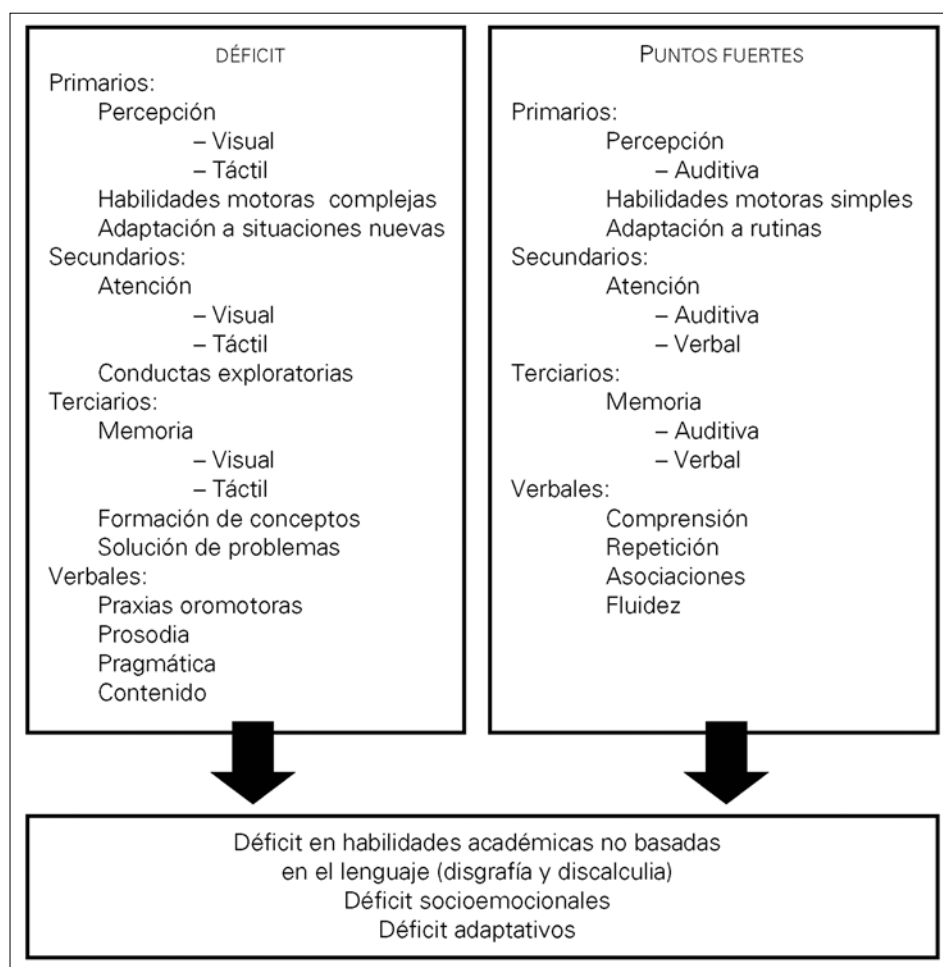 DÉFICIT
Primarios:
Percepción
– Visual
– Táctil
Habilidades motoras complejas
Adaptación a situaciones nuevas
Secundarios:
Atención
– Visual
– Táctil
Conductas exploratorias
Terciarios:
Memoria
– Visual
– Táctil
Formación de conceptos
Solución de problemas
Verbales:
Praxias oromotoras
Prosodia
Pragmática
Contenido
PUNTOS FUERTES
Primarios:
Percepción
– Auditiva
Habilidades motoras simples
Adaptación a rutinas
Secundarios:
Atención
– Auditiva
– Verbal
Terciarios:
Memoria
– Auditiva
– Verbal
Verbales:
Comprensión
Repetición
Asociaciones
Fluidez
Déficit en habilidades académicas no basadas
en el lenguaje (disgrafía y discalculia)
Déficit socioemocionales
Déficit adaptativos